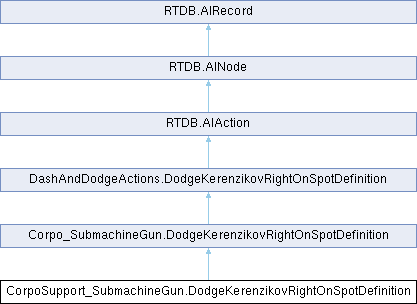 RTDB.AIRecord
RTDB.AINode
RTDB.AIAction
DashAndDodgeActions.DodgeKerenzikovRightOnSpotDefinition
Corpo_SubmachineGun.DodgeKerenzikovRightOnSpotDefinition
CorpoSupport_SubmachineGun.DodgeKerenzikovRightOnSpotDefinition